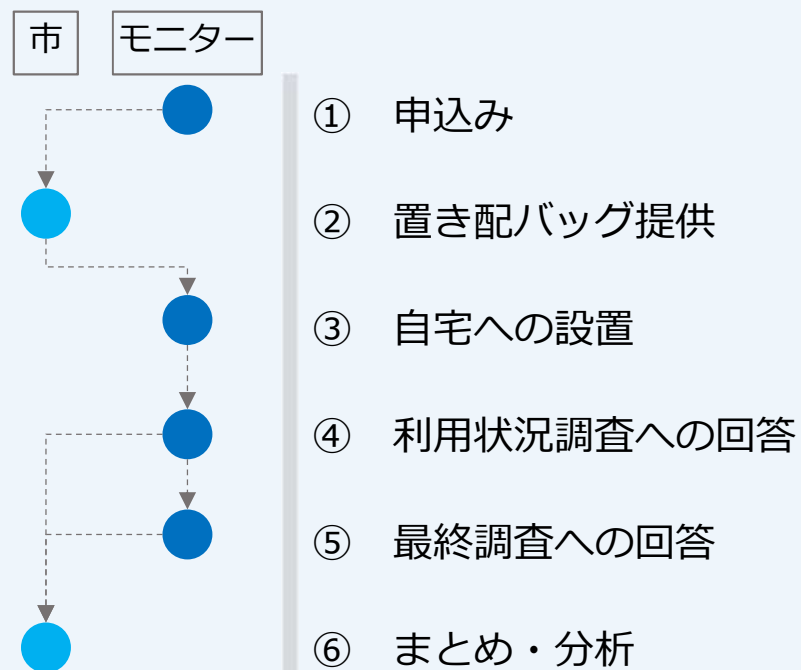 市 モニター
① 申込み
② 置き配バッグ提供
③ 自宅への設置
④ 利用状況調査への回答
⑤ 最終調査への回答
⑥ まとめ・分析